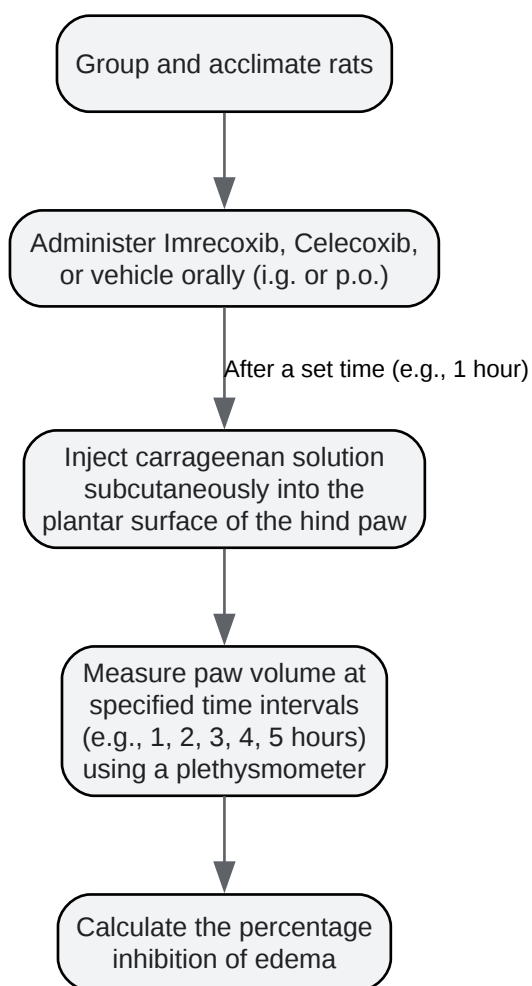 Group and acclimate rats
Administer Imrecoxib, Celecoxib,
or vehicle orally (i.g. or p.o.)
After a set time (e.g., 1 hour)
Inject carrageenan solution
subcutaneously into the
plantar surface of the hind paw
Measure paw volume at
specified time intervals
(e.g., 1, 2, 3, 4, 5 hours)
using a plethysmometer
Calculate the percentage
inhibition of edema